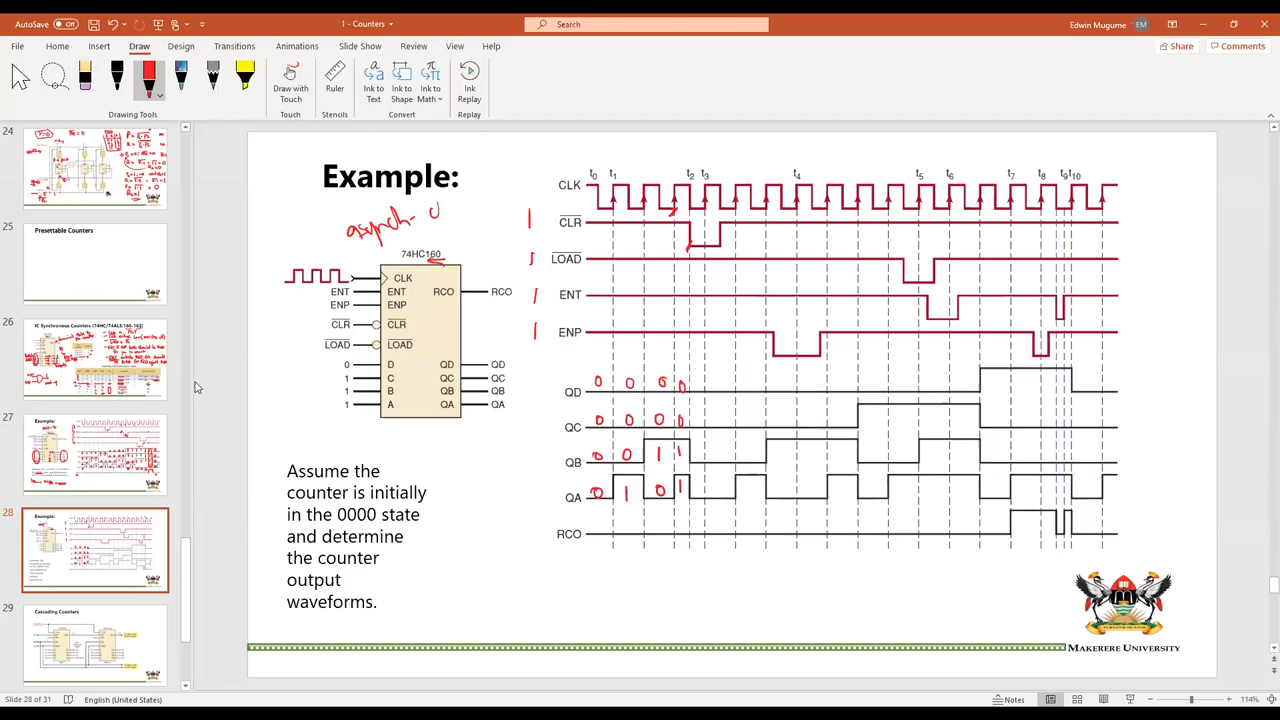 AutoSave Off
1 - Counters
Search
Edwin Mugume EM
File Home Insert Draw Design Transitions Animations Slide Show Review View Help
Share Comments
Draw with Touch
Ruler
Ink to Text
Ink to Shape
Ink to Math
Ink Replay
Drawing Tools
Touch
Stencils
Convert
Replay
24
25
Presettable Counters
26
IC Synchronous Counters (74HC/74ALS:160-163)
27
Example:
28
29
Cascading Counters
Example:
asynch-
74HC160
CLK
ENT ENT RCO RCO
ENP ENP
CLR CLR
LOAD LOAD
0 D QD QD
1 C QC QC
1 B QB QB
1 A QA QA
Assume the
counter is initially
in the 0000 state
and determine
the counter
output
waveforms.
t0 t1 t2 t3 t4 t5 t6 t7 t8 t9 t10
CLK
1 CLR
LOAD
1 ENT
1 ENP
QD 0 0 0 0
QC 0 0 0 0
QB 0 0 1 1
QA 0 1 0 1
RCO
MAKERERE UNIVERSITY
Slide 28 of 31 English (United States) Notes 114%